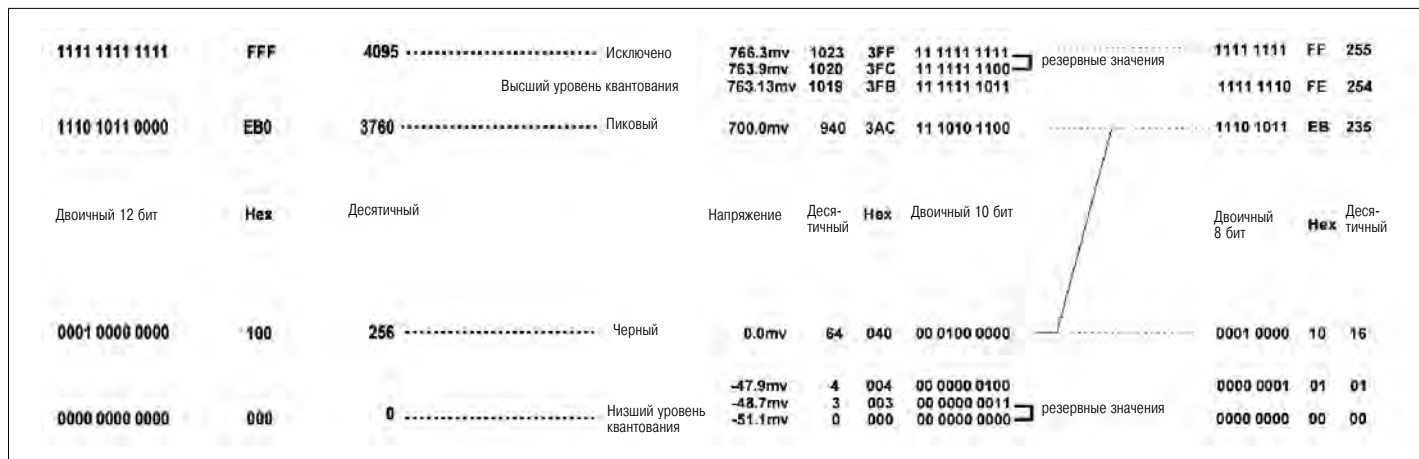 1111 1111 1111 FFF 4095 Исключено 766.3mv 1023 3FF 11 1111 1111 резервные значения 1111 1111 FF 255
763.9mv 1020 3FC 11 1111 1100
Высший уровень квантования 763.13mv 1019 3FB 11 1111 1011 1111 1110 FE 254
1110 1011 0000 EB0 3760 Пиковый 700.0mv 940 3AC 11 1010 1100 1110 1011 EB 235
Двоичный 12 бит Hex Десятичный Напряжение Деся-тичный Hex Двоичный 10 бит Двоичный 8 бит Hex Деся-тичный
0001 0000 0000 100 256 Черный 0.0mv 64 040 00 0100 0000 0001 0000 10 16
-47.9mv 4 004 00 0000 0100 0000 0001 01 01
-48.7mv 3 003 00 0000 0011
0000 0000 0000 000 0 Низший уровень квантования -51.1mv 0 000 00 0000 0000 резервные значения 0000 0000 00 00